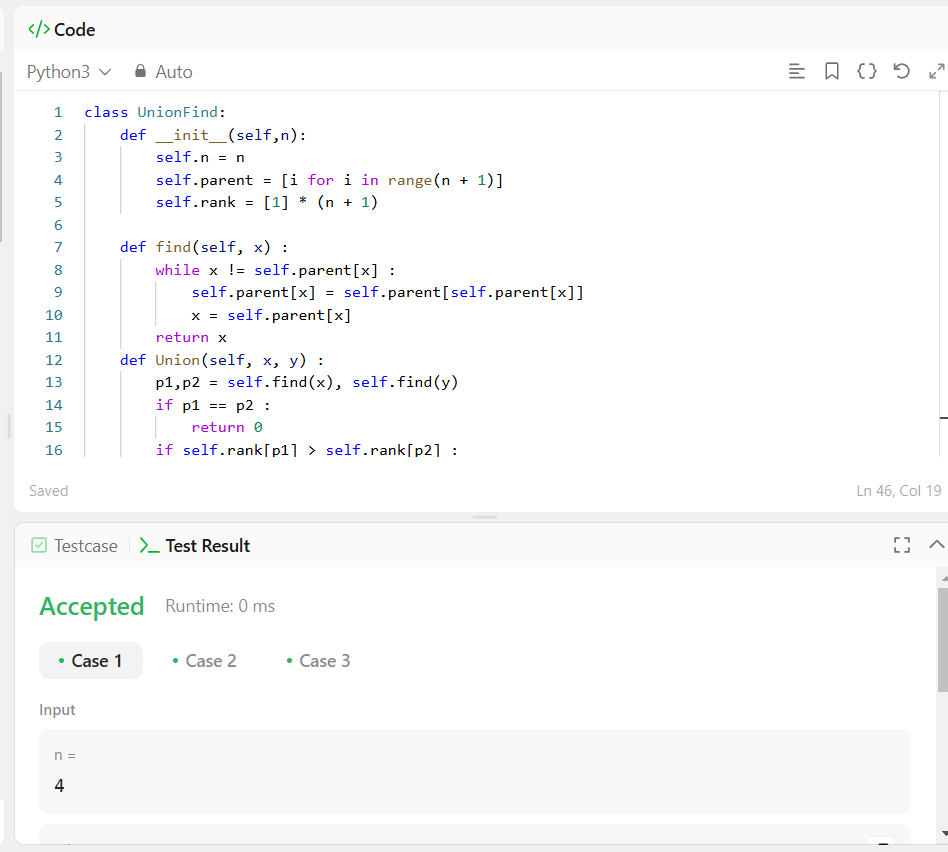 </> Code
Python3 Auto
1 class UnionFind:
2     def __init__(self,n):
3         self.n = n
4         self.parent = [i for i in range(n + 1)]
5         self.rank = [1] * (n + 1)
6
7     def find(self, x) :
8         while x != self.parent[x] :
9             self.parent[x] = self.parent[self.parent[x]]
10             x = self.parent[x]
11         return x
12     def Union(self, x, y) :
13         p1,p2 = self.find(x), self.find(y)
14         if p1 == p2 :
15             return 0
16         if self.rank[p1] > self.rank[p2] :
Saved Ln 46, Col 19
Testcase >_ Test Result
Accepted Runtime: 0 ms
• Case 1 • Case 2 • Case 3
Input
n =
4